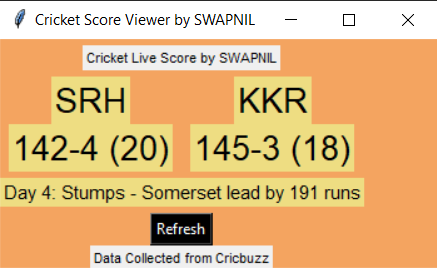 Cricket Score Viewer by SWAPNIL
Cricket Live Score by SWAPNIL
SRH KKR
142-4 (20) 145-3 (18)
Day 4: Stumps - Somerset lead by 191 runs
Refresh
Data Collected from Cricbuzz